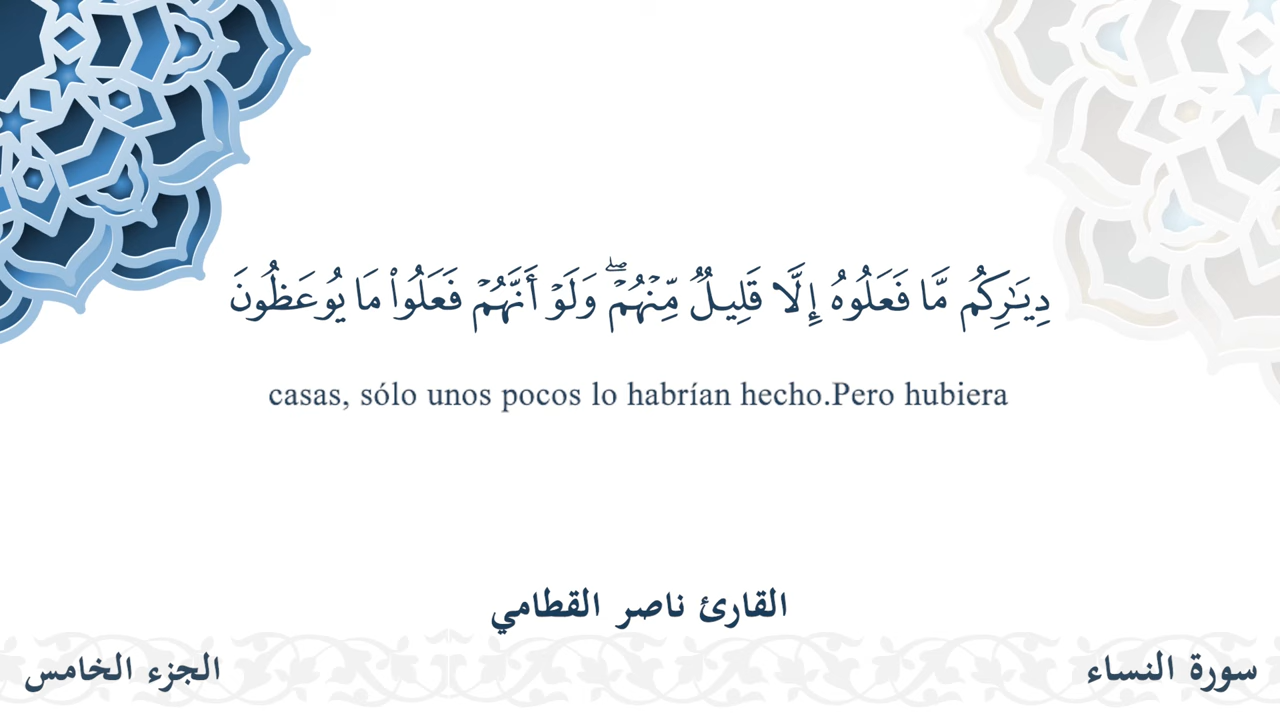 دِيَـٰرِكُم مَّا فَعَلُوهُ إِلَّا قَلِيلٌ مِّنْهُمْ ۖ وَلَوْ أَنَّهُمْ فَعَلُوا۟ مَا يُوعَظُونَ
casas, sólo unos pocos lo habrían hecho.Pero hubiera
القارئ ناصر القطامي
سورة النساء
الجزء الخامس